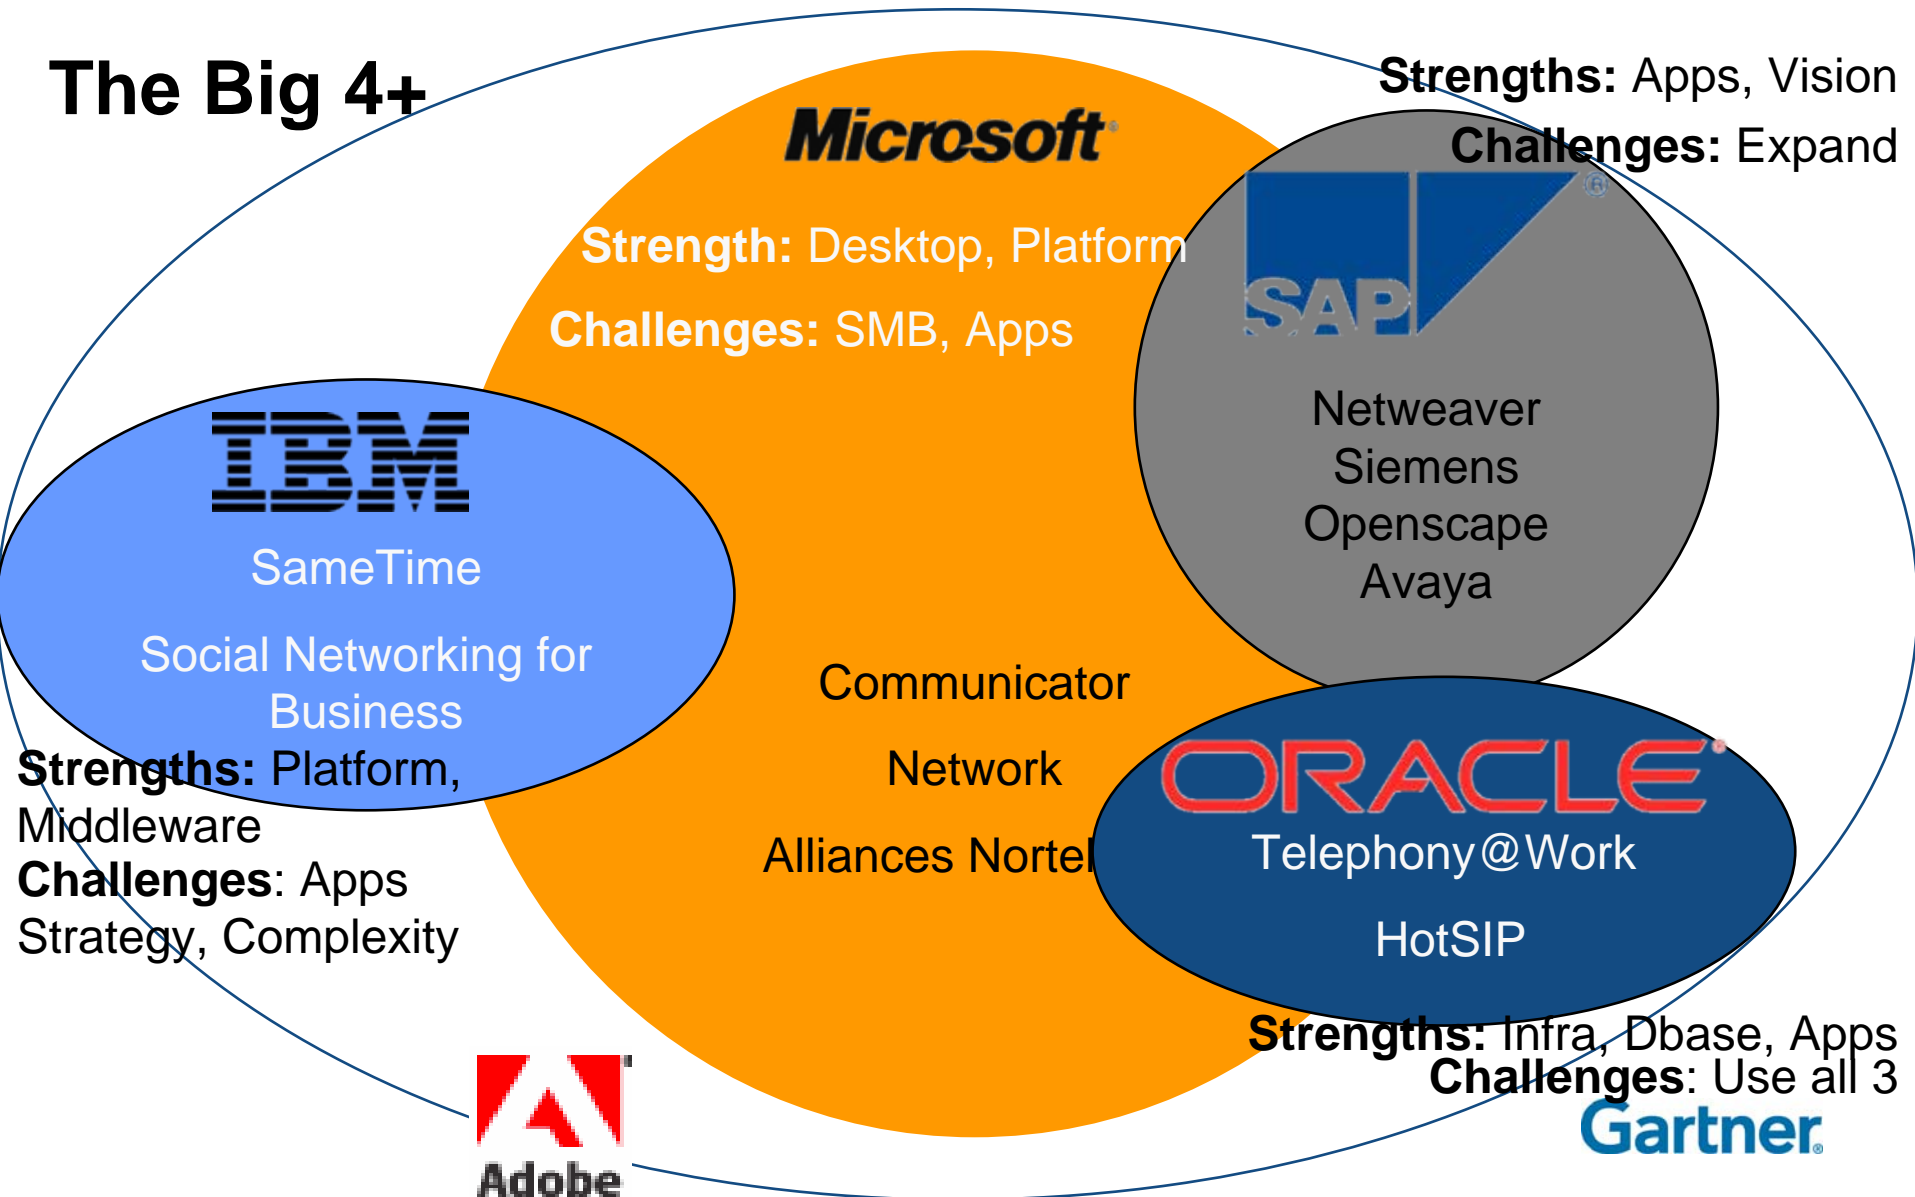 The Big 4+
Microsoft
Strength: Desktop, Platform
Challenges: SMB, Apps
Communicator
Network
Alliances Nortel
Strengths: Apps, Vision
Challenges: Expand
SAP
Netweaver
Siemens
Openscape
Avaya
IBM
SameTime
Social Networking for
Business
Strengths: Platform,
Middleware
Challenges: Apps
Strategy, Complexity
ORACLE
Telephony@Work
HotSIP
Strengths: Infra, Dbase, Apps
Challenges: Use all 3
Adobe
Gartner